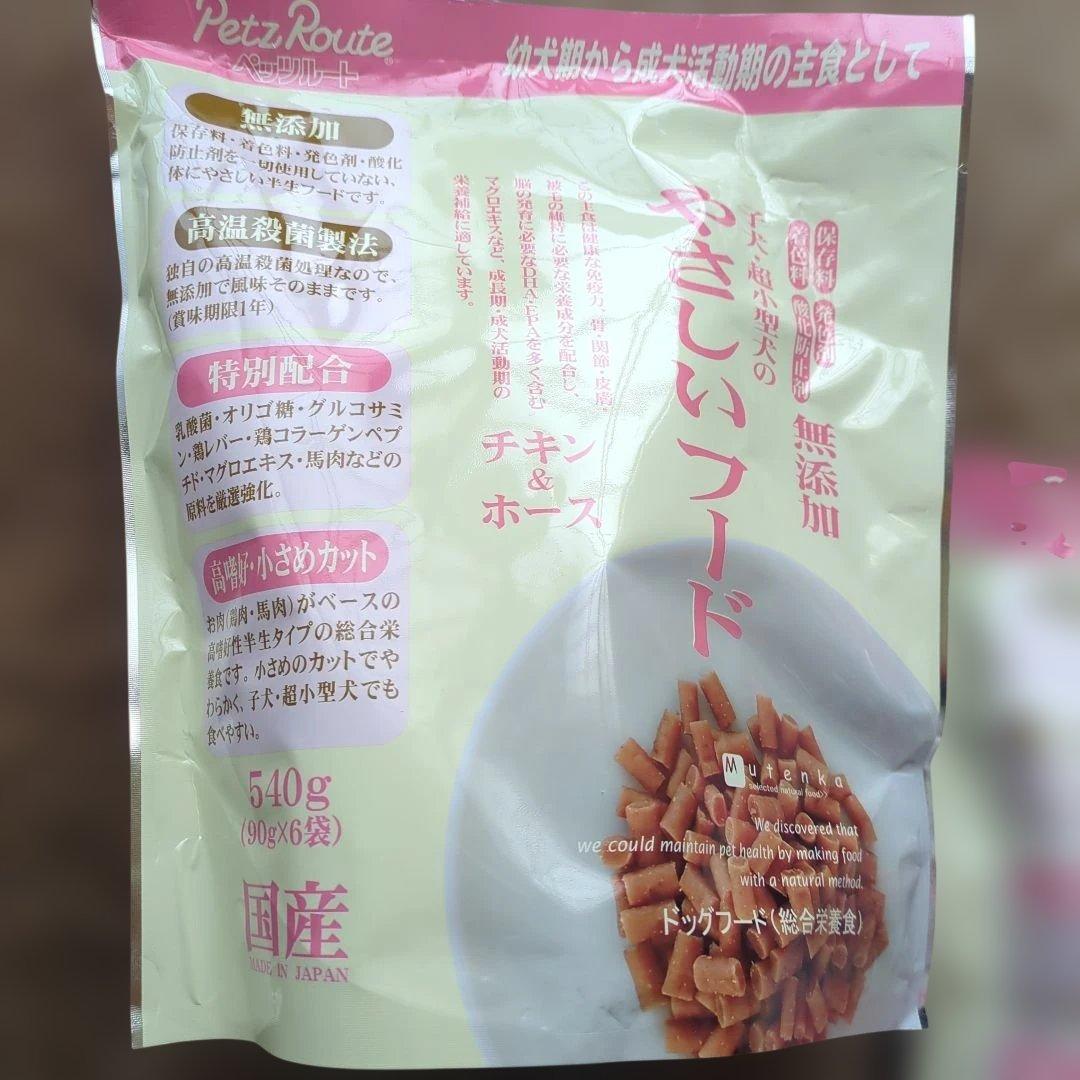 Petz Route
ペッツルート
幼犬期から成犬活動期の主食として
無添加
保存料・着色料・発色剤・酸化
防止剤を一切使用していない、
体にやさしい半生フードです。
高温殺菌製法
独自の高温殺菌処理なので、
無添加で風味そのままです。
(賞味期限1年)
特別配合
乳酸菌・オリゴ糖・グルコサミ
ン・鶏レバー・鶏コラーゲンペプ
チド・マグロエキス・馬肉などの
原料を厳選強化。
高嗜好・小さめカット
お肉(鶏肉・馬肉)がベースの
高嗜好性半生タイプの総合栄
養食です。小さめのカットでや
わらかく、子犬・超小型犬でも
食べやすい。
540g
(90g×6袋)
国産
MADE IN JAPAN
保存料 発色剤
着色料 酸化防止剤
無添加
子犬・超小型犬の
やさしいフード
この主食は健康な免疫力、骨・関節・皮膚・
被毛の維持に必要な栄養成分を配合し、
脳の発育に必要なDHA・EPAを多く含む
マグロエキスなど、成長期・成犬活動期の
栄養補給に適しています。
チキン
&
ホース
Mutenka
selected natural food>>
We discovered that
we could maintain pet health by making food
with a natural method.
ドッグフード(総合栄養食)